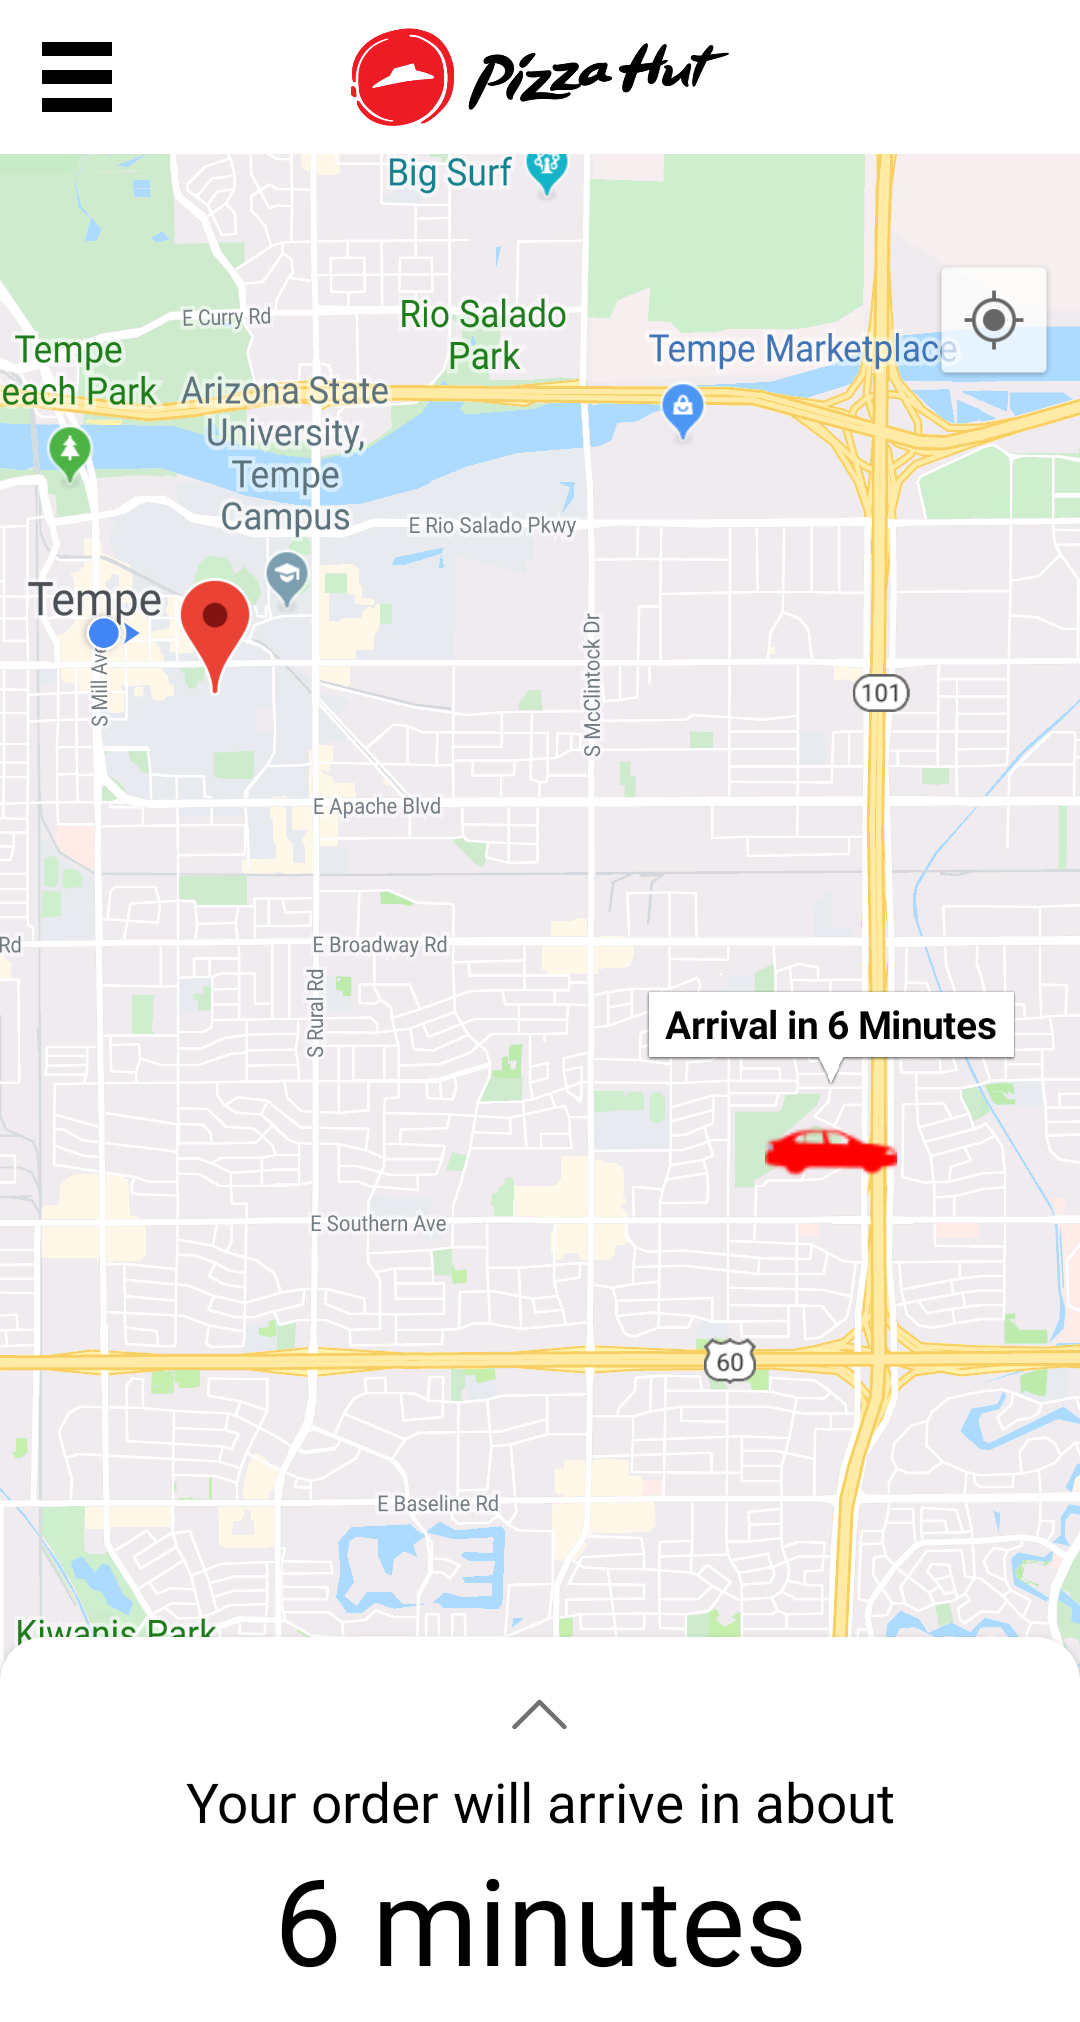 Pizza Hut
Big Surf
E Curry Rd
Rio Salado
Park
Tempe
each Park
Tempe Marketplace
Arizona State
University,
Tempe
Campus
E Rio Salado Pkwy
Tempe
S Mill Ave
S McClintock Dr
101
E Apache Blvd
Rd
E Broadway Rd
S Rural Rd
Arrival in 6 Minutes
E Southern Ave
60
E Baseline Rd
Kiwanis Park
Your order will arrive in about
6 minutes